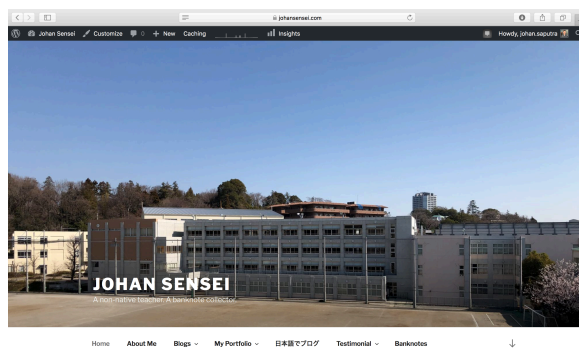 johansensei.com
Johan Sensei Customize 0 + New Caching Insights Howdy, johan.saputra
JOHAN SENSEI
A non-native teacher. A banknote collector.
Home About Me Blogs My Portfolio 日本語でブログ Testimonial Banknotes